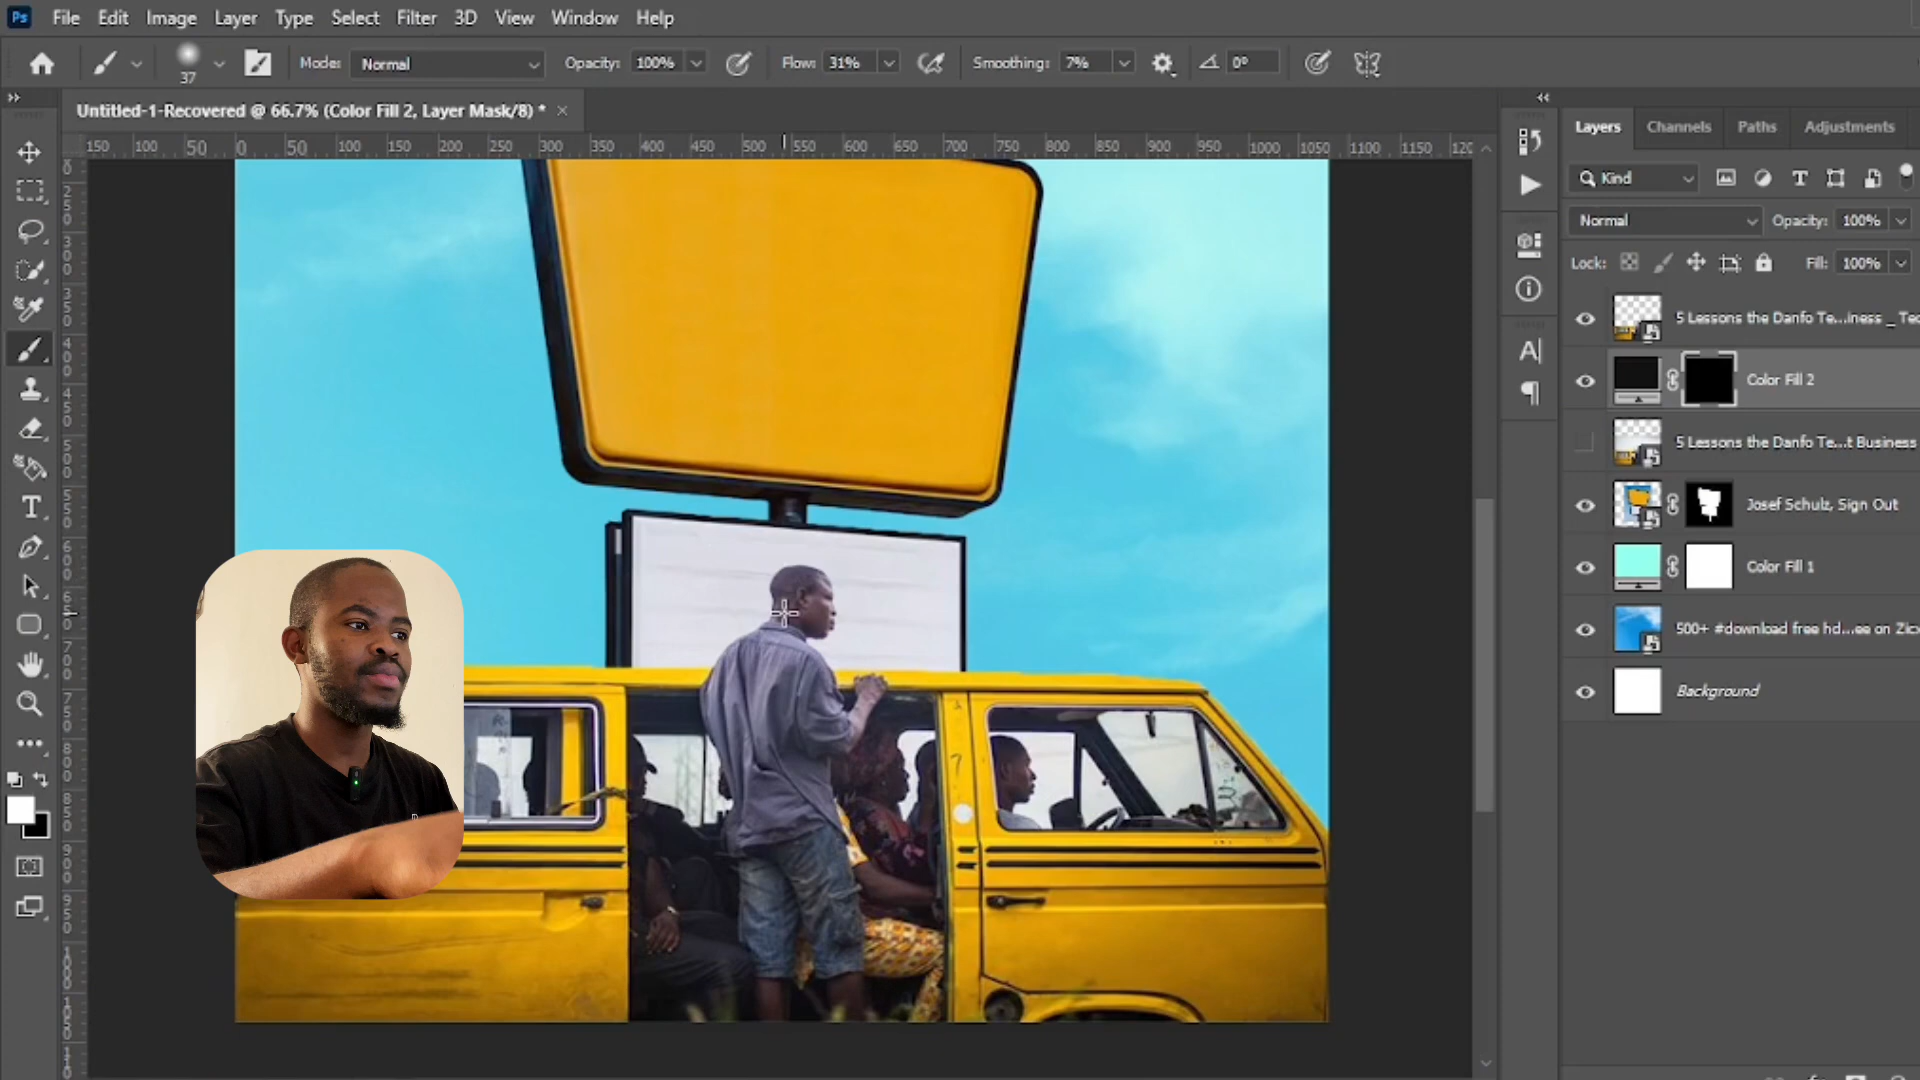 Ps File Edit Image Layer Type Select Filter 3D View Window Help
37 Mode: Normal Opacity: 100% Flow: 31% Smoothing: 7% 0°
Untitled-1-Recovered @ 66.7% (Color Fill 2, Layer Mask/8) *
150 100 50 0 50 100 150 200 250 300 350 400 450 500 550 600 650 700 750 800 850 900 950 1000 1050 1100 1150
Layers Channels Paths Adjustments
Kind
Normal Opacity: 100%
Lock: Fill: 100%
5 Lessons the Danfo Te...iness _ Tec
Color Fill 2
5 Lessons the Danfo Te...t Business
Josef Schulz, Sign Out
Color Fill 1
500+ #download free hd...ee on Zicx
Background